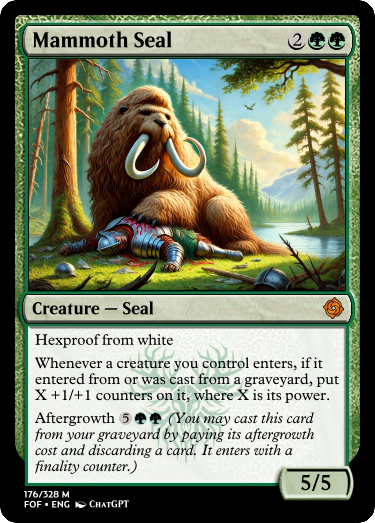 Mammoth Seal 2
Creature — Seal
Hexproof from white
Whenever a creature you control enters, if it
entered from or was cast from a graveyard, put
X +1/+1 counters on it, where X is its power.
Aftergrowth 5 (You may cast this card
from your graveyard by paying its aftergrowth
cost and discarding a card. It enters with a
finality counter.)
5/5
176/328 M
FOF • ENG ChatGPT